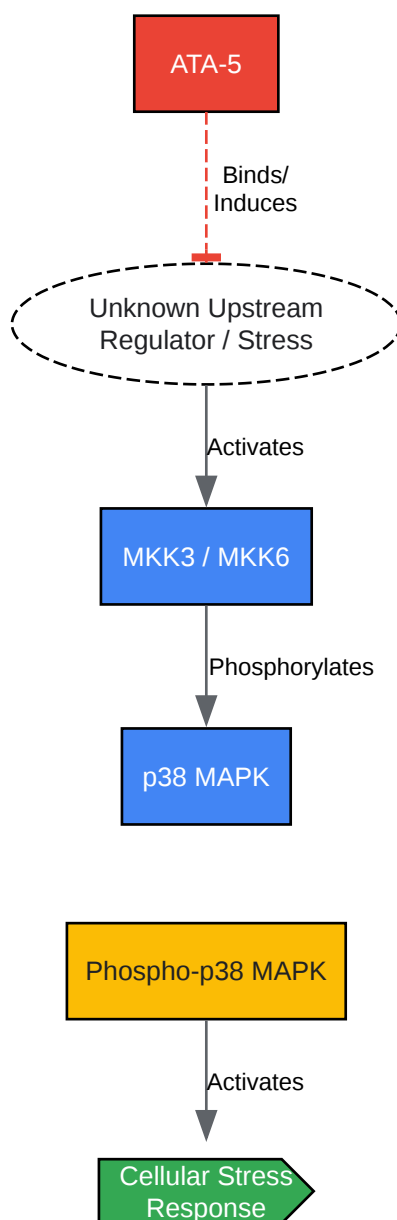 ATA-5
Binds/
Induces
Unknown Upstream
Regulator / Stress
Activates
MKK3 / MKK6
Phosphorylates
p38 MAPK
Phospho-p38 MAPK
Activates
Cellular Stress
Response